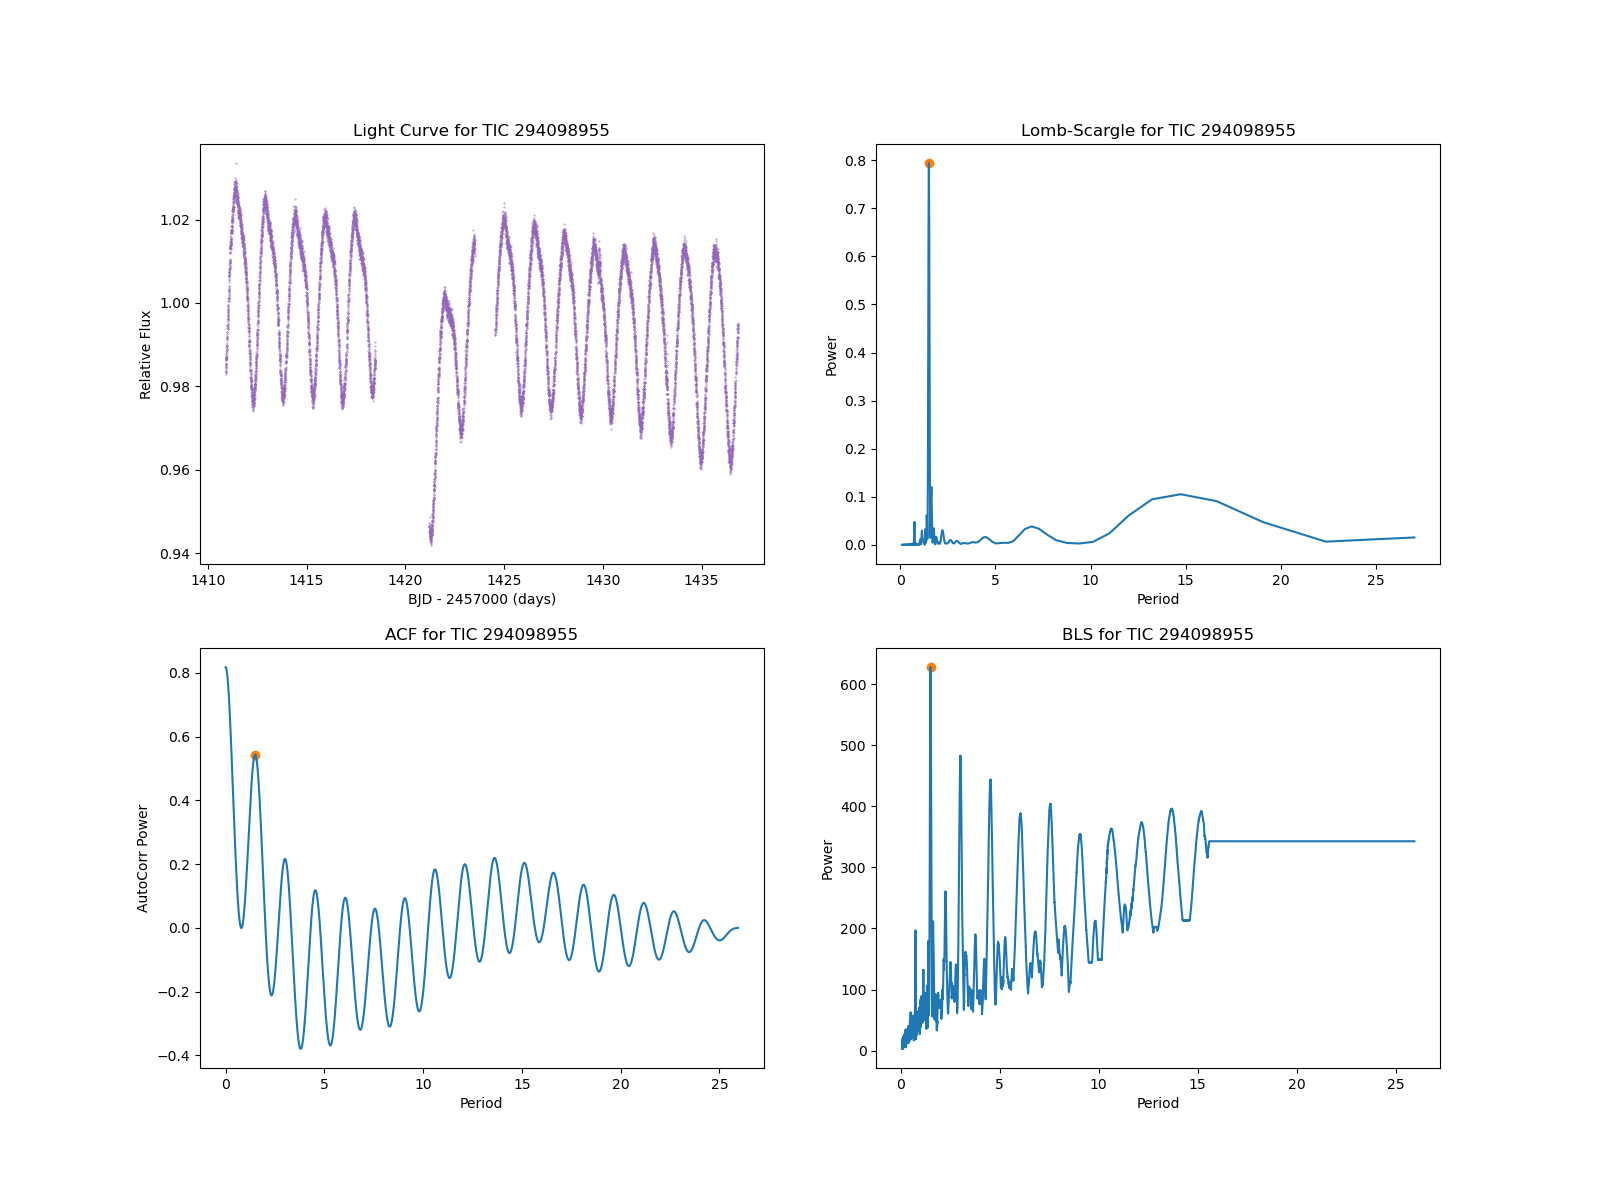 Light Curve for TIC 294098955
1.02
1.00
0.98
0.96
0.94
Relative Flux
1410 1415 1420 1425 1430 1435
BJD - 2457000 (days)
Lomb-Scargle for TIC 294098955
0.8
0.7
0.6
0.5
0.4
0.3
0.2
0.1
0.0
Power
0 5 10 15 20 25
Period
ACF for TIC 294098955
0.8
0.6
0.4
0.2
0.0
−0.2
−0.4
AutoCorr Power
0 5 10 15 20 25
Period
BLS for TIC 294098955
600
500
400
300
200
100
0
Power
0 5 10 15 20 25
Period